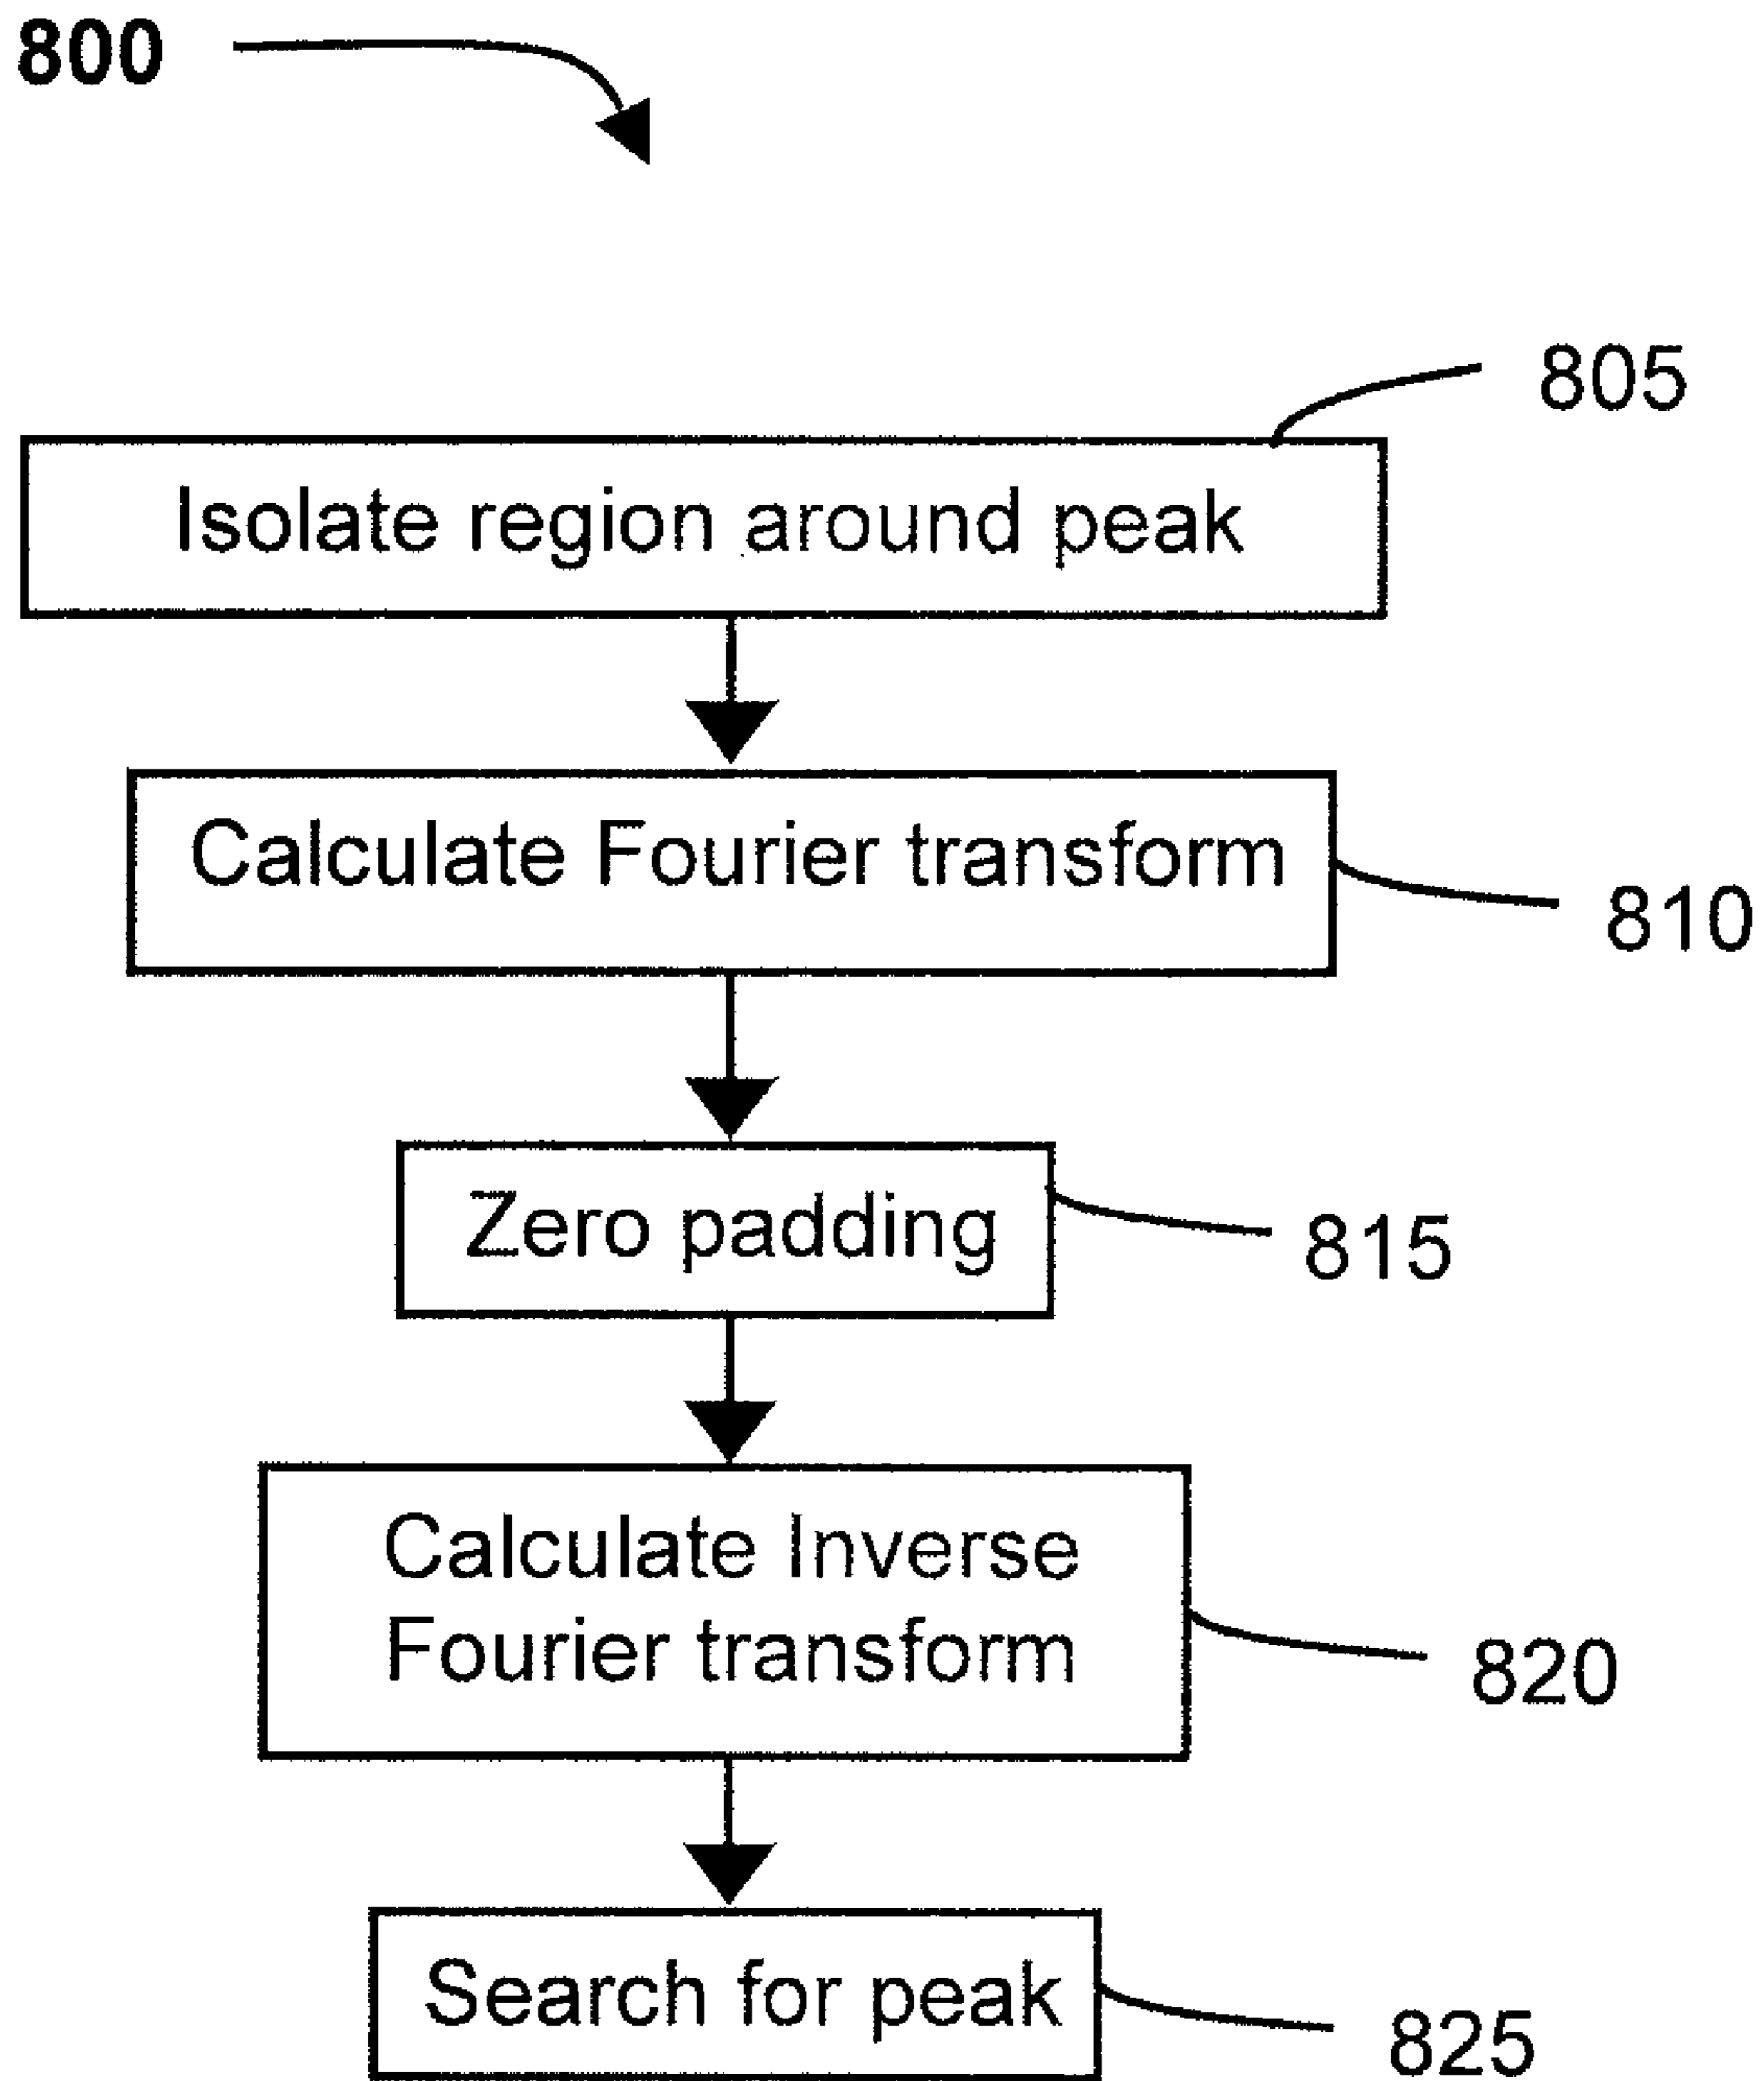 800
805
Isolate region around peak
Calculate Fourier transform
810
Zero padding
815
Calculate Inverse
Fourier transform
820
Search for peak
825